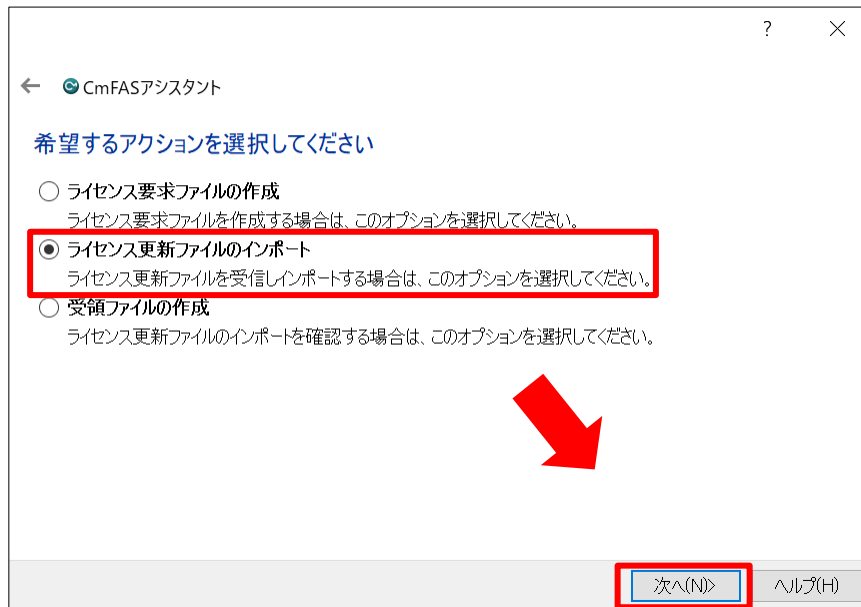 ?
CmFASアシスタント
希望するアクションを選択してください
ライセンス要求ファイルの作成
ライセンス要求ファイルを作成する場合は、このオプションを選択してください。
ライセンス更新ファイルのインポート
ライセンス更新ファイルを受信しインポートする場合は、このオプションを選択してください。
受領ファイルの作成
ライセンス更新ファイルのインポートを確認する場合は、このオプションを選択してください。
次へ(N)> ヘルプ(H)